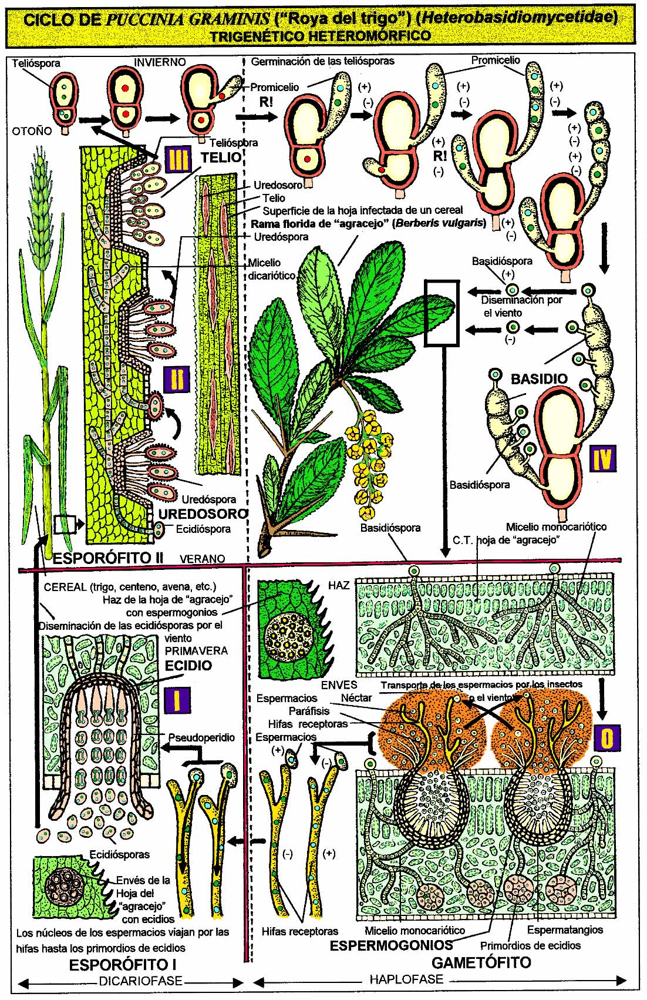 CICLO DE PUCCINIA GRAMINIS ("Roya del trigo") (Heterobasidiomycetidae)
TRIGENÉTICO HETEROMÓRFICO
Telióspora
INVIERNO
Germinación de las teliósporas
Promicelio
Promicelio
R!
(+)
(-)
(+)
(-)
(+)
(-)
OTOÑO
Telióspora
III
TELIO
(+)
R!
(-)
(+)
(-)
(+)
(-)
Uredosoro
Telio
Superficie de la hoja infectada de un cereal
Rama florida de "agracejo" (Berberis vulgaris)
(+)
(-)
Uredóspora
Micelio
dicariótico
Basidióspora
(+)
Diseminación por
el viento
(-)
II
BASIDIO
IV
Basidióspora
Uredóspora
UREDOSORO
Ecidióspora
Basidióspora
Micelio monocariótico
C.T. hoja de "agracejo"
ESPORÓFITO II
VERANO
CEREAL (trigo, centeno, avena, etc.)
Haz de la hoja de "agracejo"
con espermogonios
HAZ
Diseminación de las ecidiósporas por el
viento
PRIMAVERA
ECIDIO
I
ENVES
Transporte de los espermacios por los insectos
o el viento
Espermacios
Néctar
Paráfisis
Hifas receptoras
Espermacios
(+)
(-)
O
Pseudoperidio
(-)
(+)
Ecidiósporas
Envés de la
Hoja del
"agracejo"
con ecidios
Los núcleos de los espermacios viajan por las
hifas hasta los primordios de ecidios
Hifas receptoras
Micelio monocariótico
Espermatangios
ESPERMOGONIOS
Primordios de ecidios
ESPORÓFITO I
GAMETÓFITO
DICARIOFASE
HAPLOFASE